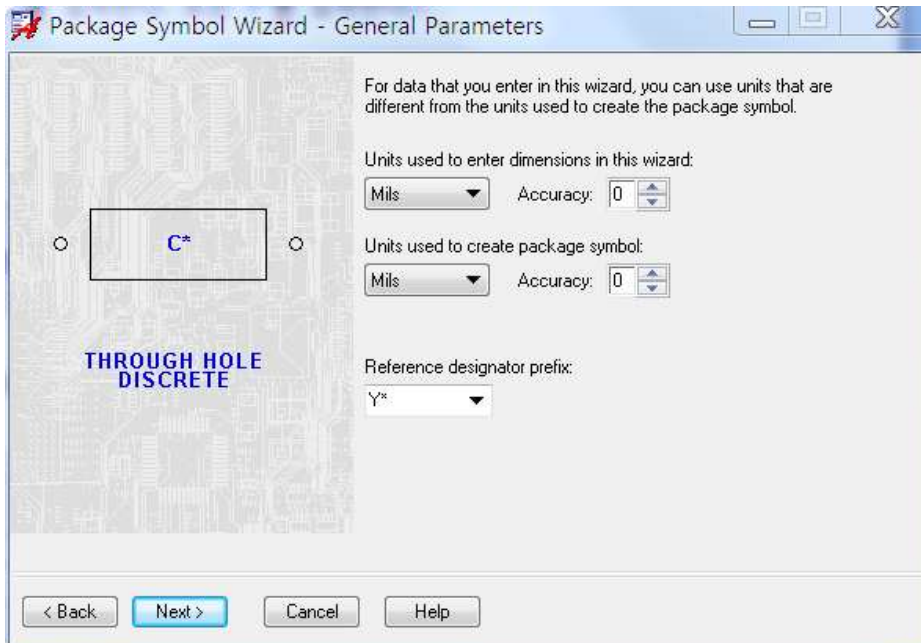 Package Symbol Wizard - General Parameters
For data that you enter in this wizard, you can use units that are
different from the units used to create the package symbol.
Units used to enter dimensions in this wizard:
Mils Accuracy: 0
C*
Units used to create package symbol:
Mils Accuracy: 0
THROUGH HOLE
DISCRETE
Reference designator prefix:
Y*
< Back Next > Cancel Help